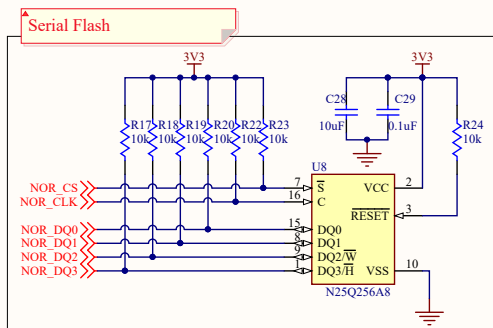 Serial Flash
3V3
3V3
R17
10k
R18
10k
R19
10k
R20
10k
R22
10k
R23
10k
C28
10uF
C29
0.1uF
R24
10k
U8
NOR_CS
7
S
VCC
2
NOR_CLK
16
C
RESET
3
NOR_DQ0
15
DQ0
NOR_DQ1
8
DQ1
NOR_DQ2
9
DQ2/W
NOR_DQ3
1
DQ3/H
VSS
10
N25Q256A8